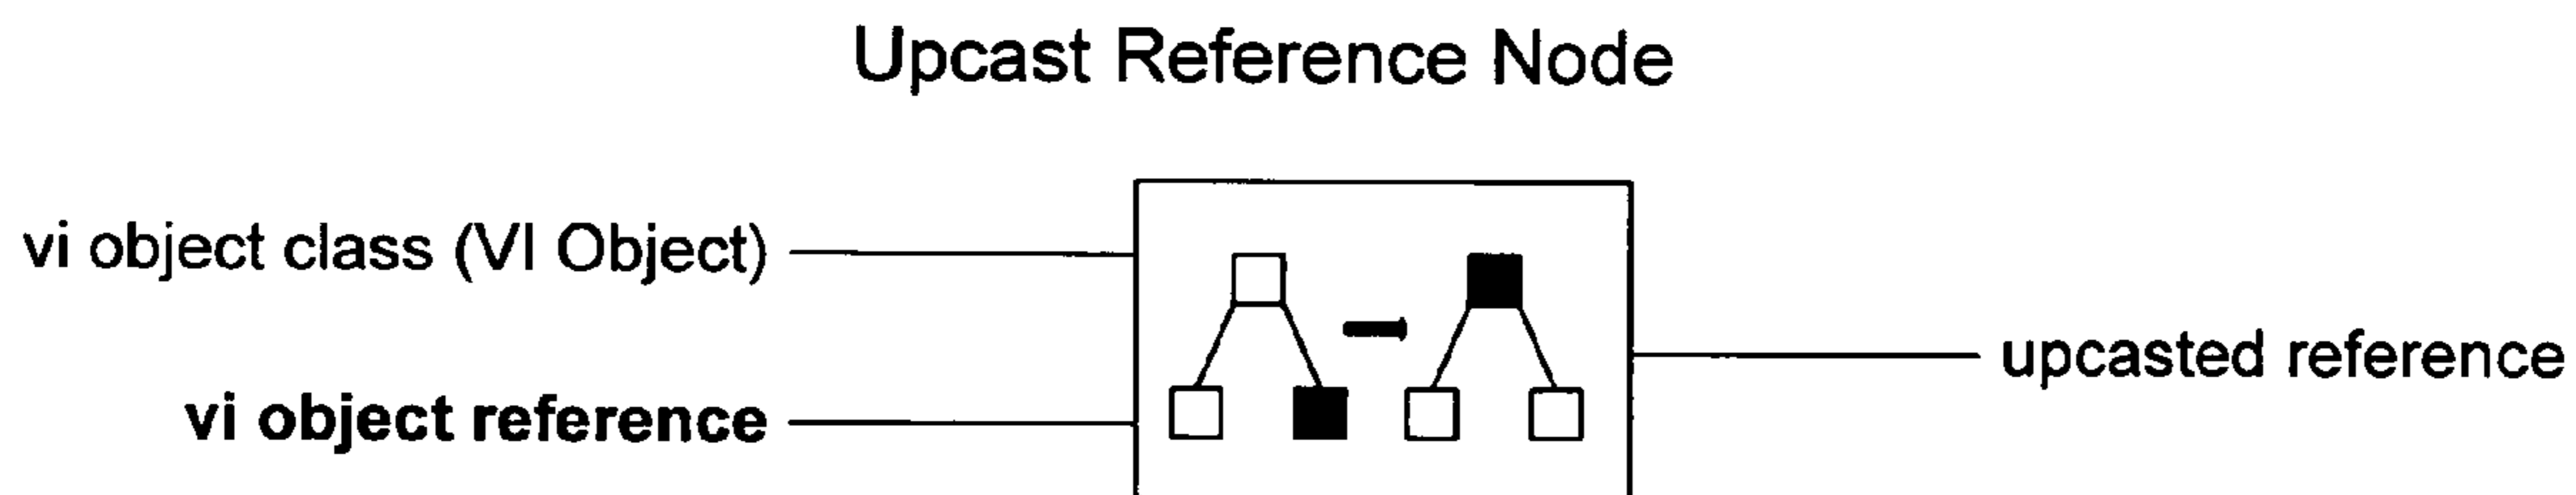 Upcast Reference Node
vi object class (VI Object)
vi object reference
upcasted reference